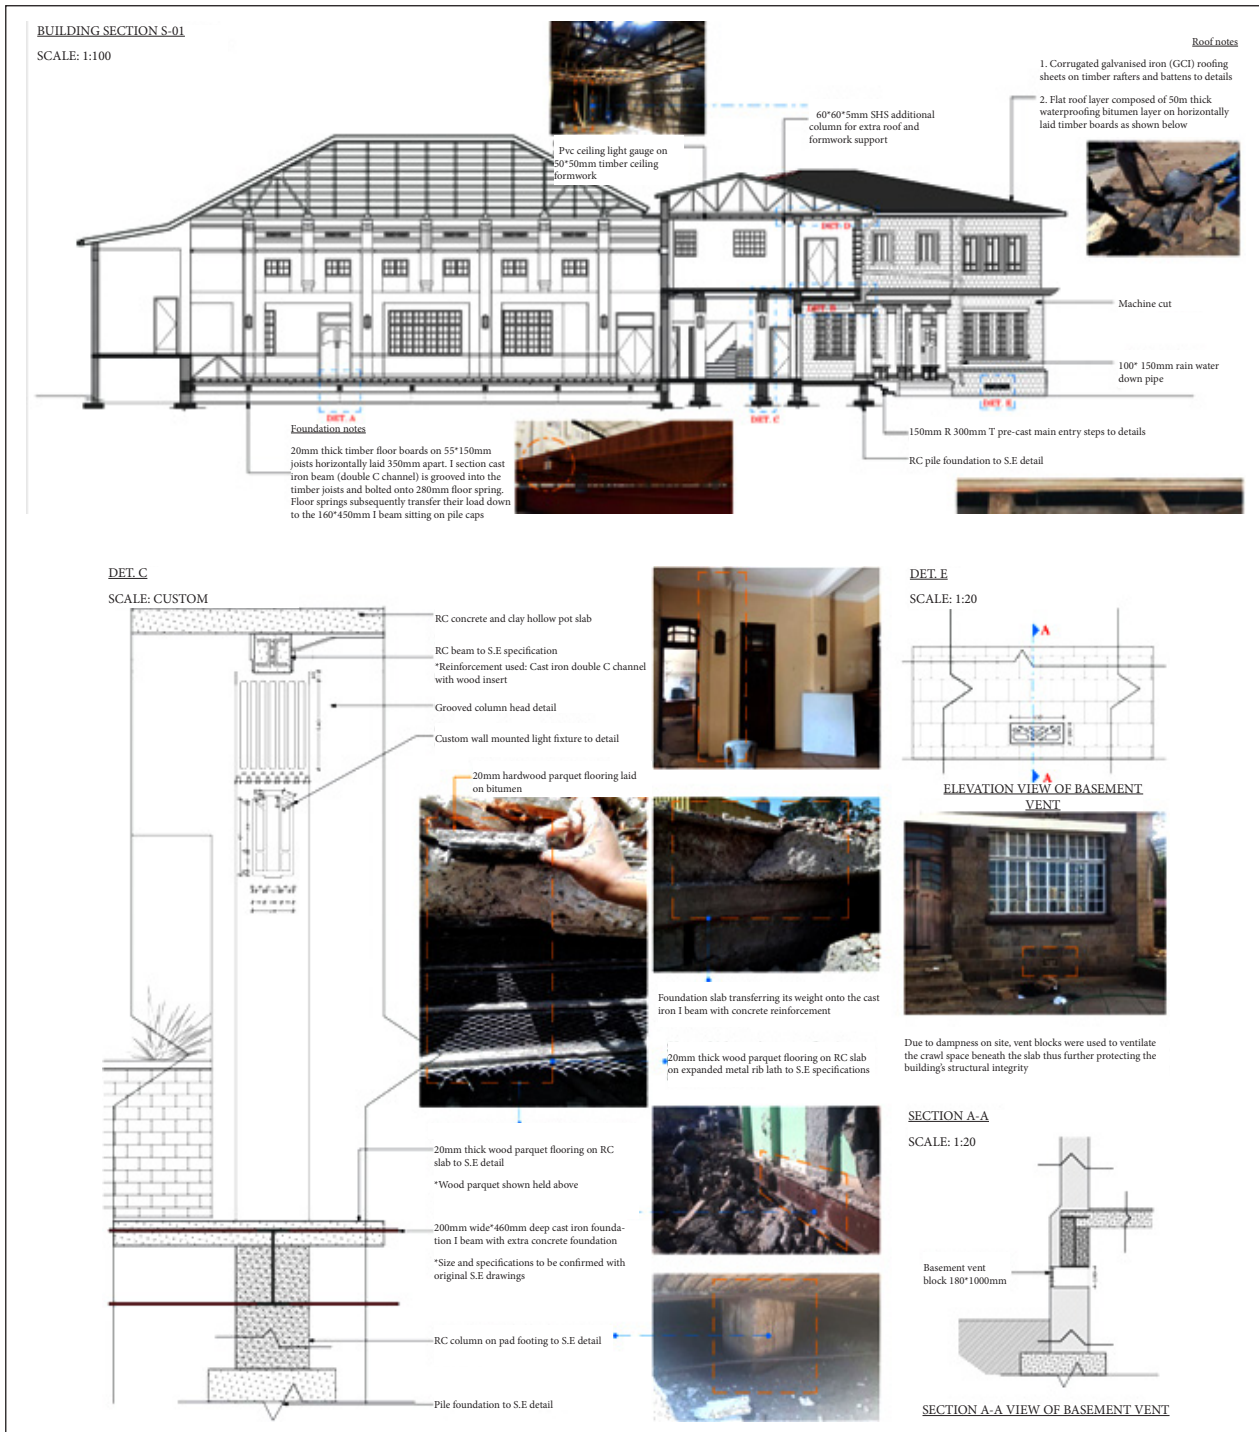 BUILDING SECTION S-01
SCALE: 1:100
Roof notes
1. Corrugated galvanised iron (GCI) roofing
sheets on timber rafters and battens to details
2. Flat roof layer composed of 50m thick
waterproofing bitumen layer on horizontally
laid timber boards as shown below
60*60*5mm SHS additional
column for extra roof and
formwork support
Pvc ceiling light gauge on
50*50mm timber ceiling
formwork
DET. D
DET. B
Machine cut
100* 150mm rain water
down pipe
DET. A
DET. C
DET. E
150mm R 300mm T pre-cast main entry steps to details
RC pile foundation to S.E detail
Foundation notes
20mm thick timber floor boards on 55*150mm
joists horizontally laid 350mm apart. I section cast
iron beam (double C channel) is grooved into the
timber joists and bolted onto 280mm floor spring.
Floor springs subsequently transfer their load down
to the 160*450mm I beam sitting on pile caps
DET. C
SCALE: CUSTOM
RC concrete and clay hollow pot slab
RC beam to S.E specification
*Reinforcement used: Cast iron double C channel
with wood insert
Grooved column head detail
Custom wall mounted light fixture to detail
20mm hardwood parquet flooring laid
on bitumen
Foundation slab transferring its weight onto the cast
iron I beam with concrete reinforcement
20mm thick wood parquet flooring on RC slab
on expanded metal rib lath to S.E specifications
20mm thick wood parquet flooring on RC
slab to S.E detail
*Wood parquet shown held above
200mm wide*460mm deep cast iron founda-
tion I beam with extra concrete foundation
*Size and specifications to be confirmed with
original S.E drawings
RC column on pad footing to S.E detail
Pile foundation to S.E detail
DET. E
SCALE: 1:20
A
A
ELEVATION VIEW OF BASEMENT
VENT
Due to dampness on site, vent blocks were used to ventilate
the crawl space beneath the slab thus further protecting the
building's structural integrity
SECTION A-A
SCALE: 1:20
Basement vent
block 180*1000mm
SECTION A-A VIEW OF BASEMENT VENT